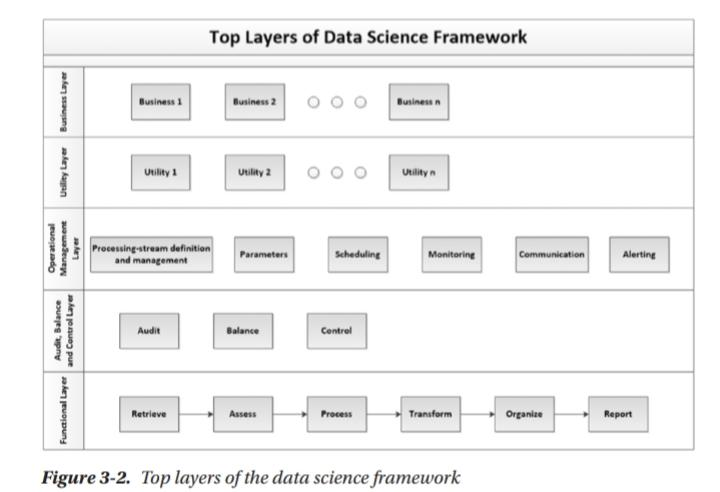 Top Layers of Data Science Framework
Business Layer
Business 1
Business 2
Business n
Utility Layer
Utility 1
Utility 2
Utility n
Operational
Management
Layer
Processing-stream definition
and management
Parameters
Scheduling
Monitoring
Communication
Alerting
Audit, Balance
and Control Layer
Audit
Balance
Control
Functional Layer
Retrieve
Assess
Process
Transform
Organize
Report
Figure 3-2. Top layers of the data science framework